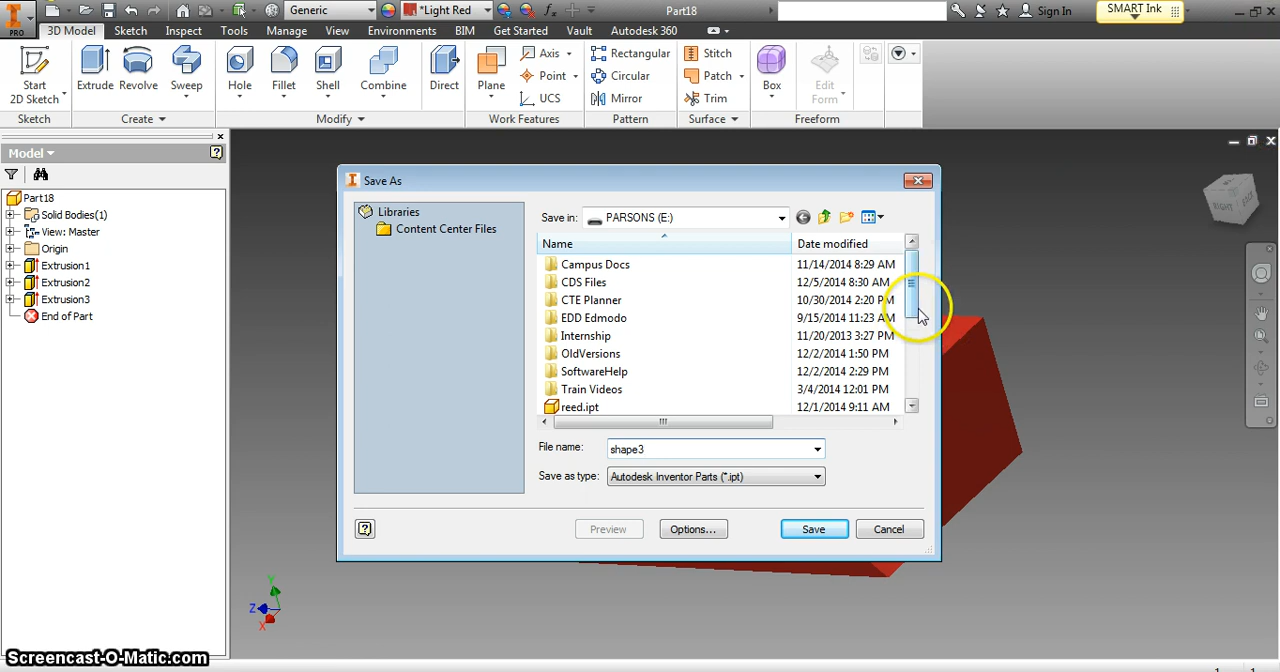 Generic
*Light Red
Part18
Sign In
SMART Ink
PRO
3D Model
Sketch
Inspect
Tools
Manage
View
Environments
BIM
Get Started
Vault
Autodesk 360
Start
2D Sketch
Extrude
Revolve
Sweep
Hole
Fillet
Shell
Combine
Direct
Plane
Axis
Point
UCS
Rectangular
Circular
Mirror
Stitch
Patch
Trim
Box
Edit
Form
Sketch
Create
Modify
Work Features
Pattern
Surface
Freeform
Model
Part18
Solid Bodies(1)
View: Master
Origin
Extrusion1
Extrusion2
Extrusion3
End of Part
Save As
Libraries
Content Center Files
Save in:
PARSONS (E:)
Name
Date modified
Campus Docs 11/14/2014 8:29 AM
CDS Files 12/5/2014 8:30 AM
CTE Planner 10/30/2014 2:20 PM
EDD Edmodo 9/15/2014 11:23 AM
Internship 11/20/2013 3:27 PM
OldVersions 12/2/2014 1:50 PM
SoftwareHelp 12/2/2014 2:29 PM
Train Videos 3/4/2014 12:01 PM
reed.ipt 12/1/2014 9:11 AM
File name: shape3
Save as type: Autodesk Inventor Parts (*.ipt)
Preview
Options...
Save
Cancel
RIGHT
Y
Z
X
Screencast-O-Matic.com